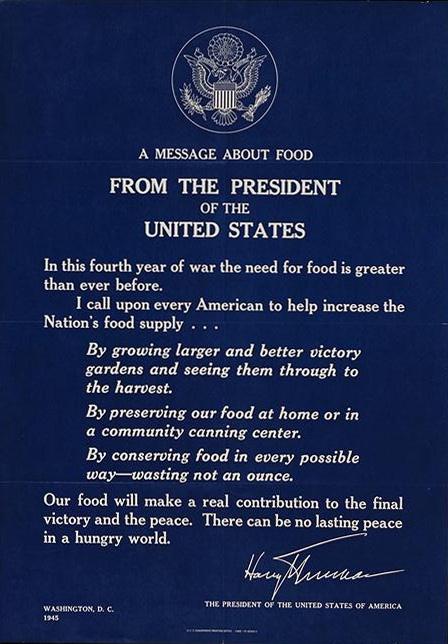 A MESSAGE ABOUT FOOD
FROM THE PRESIDENT
OF THE
UNITED STATES
In this fourth year of war the need for food is greater
than ever before.
I call upon every American to help increase the
Nation's food supply . . .
By growing larger and better victory
gardens and seeing them through to
the harvest.
By preserving our food at home or in
a community canning center.
By conserving food in every possible
way—wasting not an ounce.
Our food will make a real contribution to the final
victory and the peace. There can be no lasting peace
in a hungry world.
Harry Truman
WASHINGTON, D. C.
1945
THE PRESIDENT OF THE UNITED STATES OF AMERICA